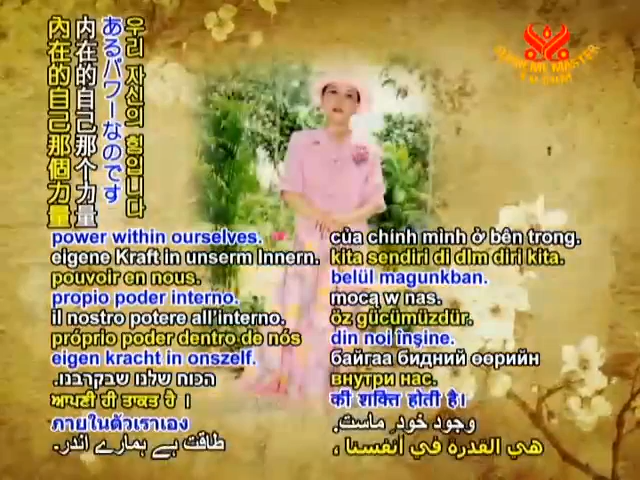 우리 자신의 힘입니다
あるパワーなのです
内在的自己那个力量
內在的自己那個力量
SUPREME MASTER
power within ourselves.
eigene Kraft in unserm Innern.
pouvoir en nous.
propio poder interno.
il nostro potere all'interno.
próprio poder dentro de nós
eigen kracht in onszelf.
הכוח שלנו שבקרבנו.
ਆਪਣੀ ਹੀ ਤਾਕਤ ਹੈ ।
ภายในตัวเราเอง
طاقت ہے ہمارے اندر.
của chính mình ở bên trong.
kita sendiri di dlm diri kita.
belül magunkban.
mocą w nas.
öz gücümüzdür.
din noi înşine.
байгаа бидний өөрийн
внутри нас.
की शक्ति होती है।
وجود خود ماست.
هي القدرة في أنفسنا ،